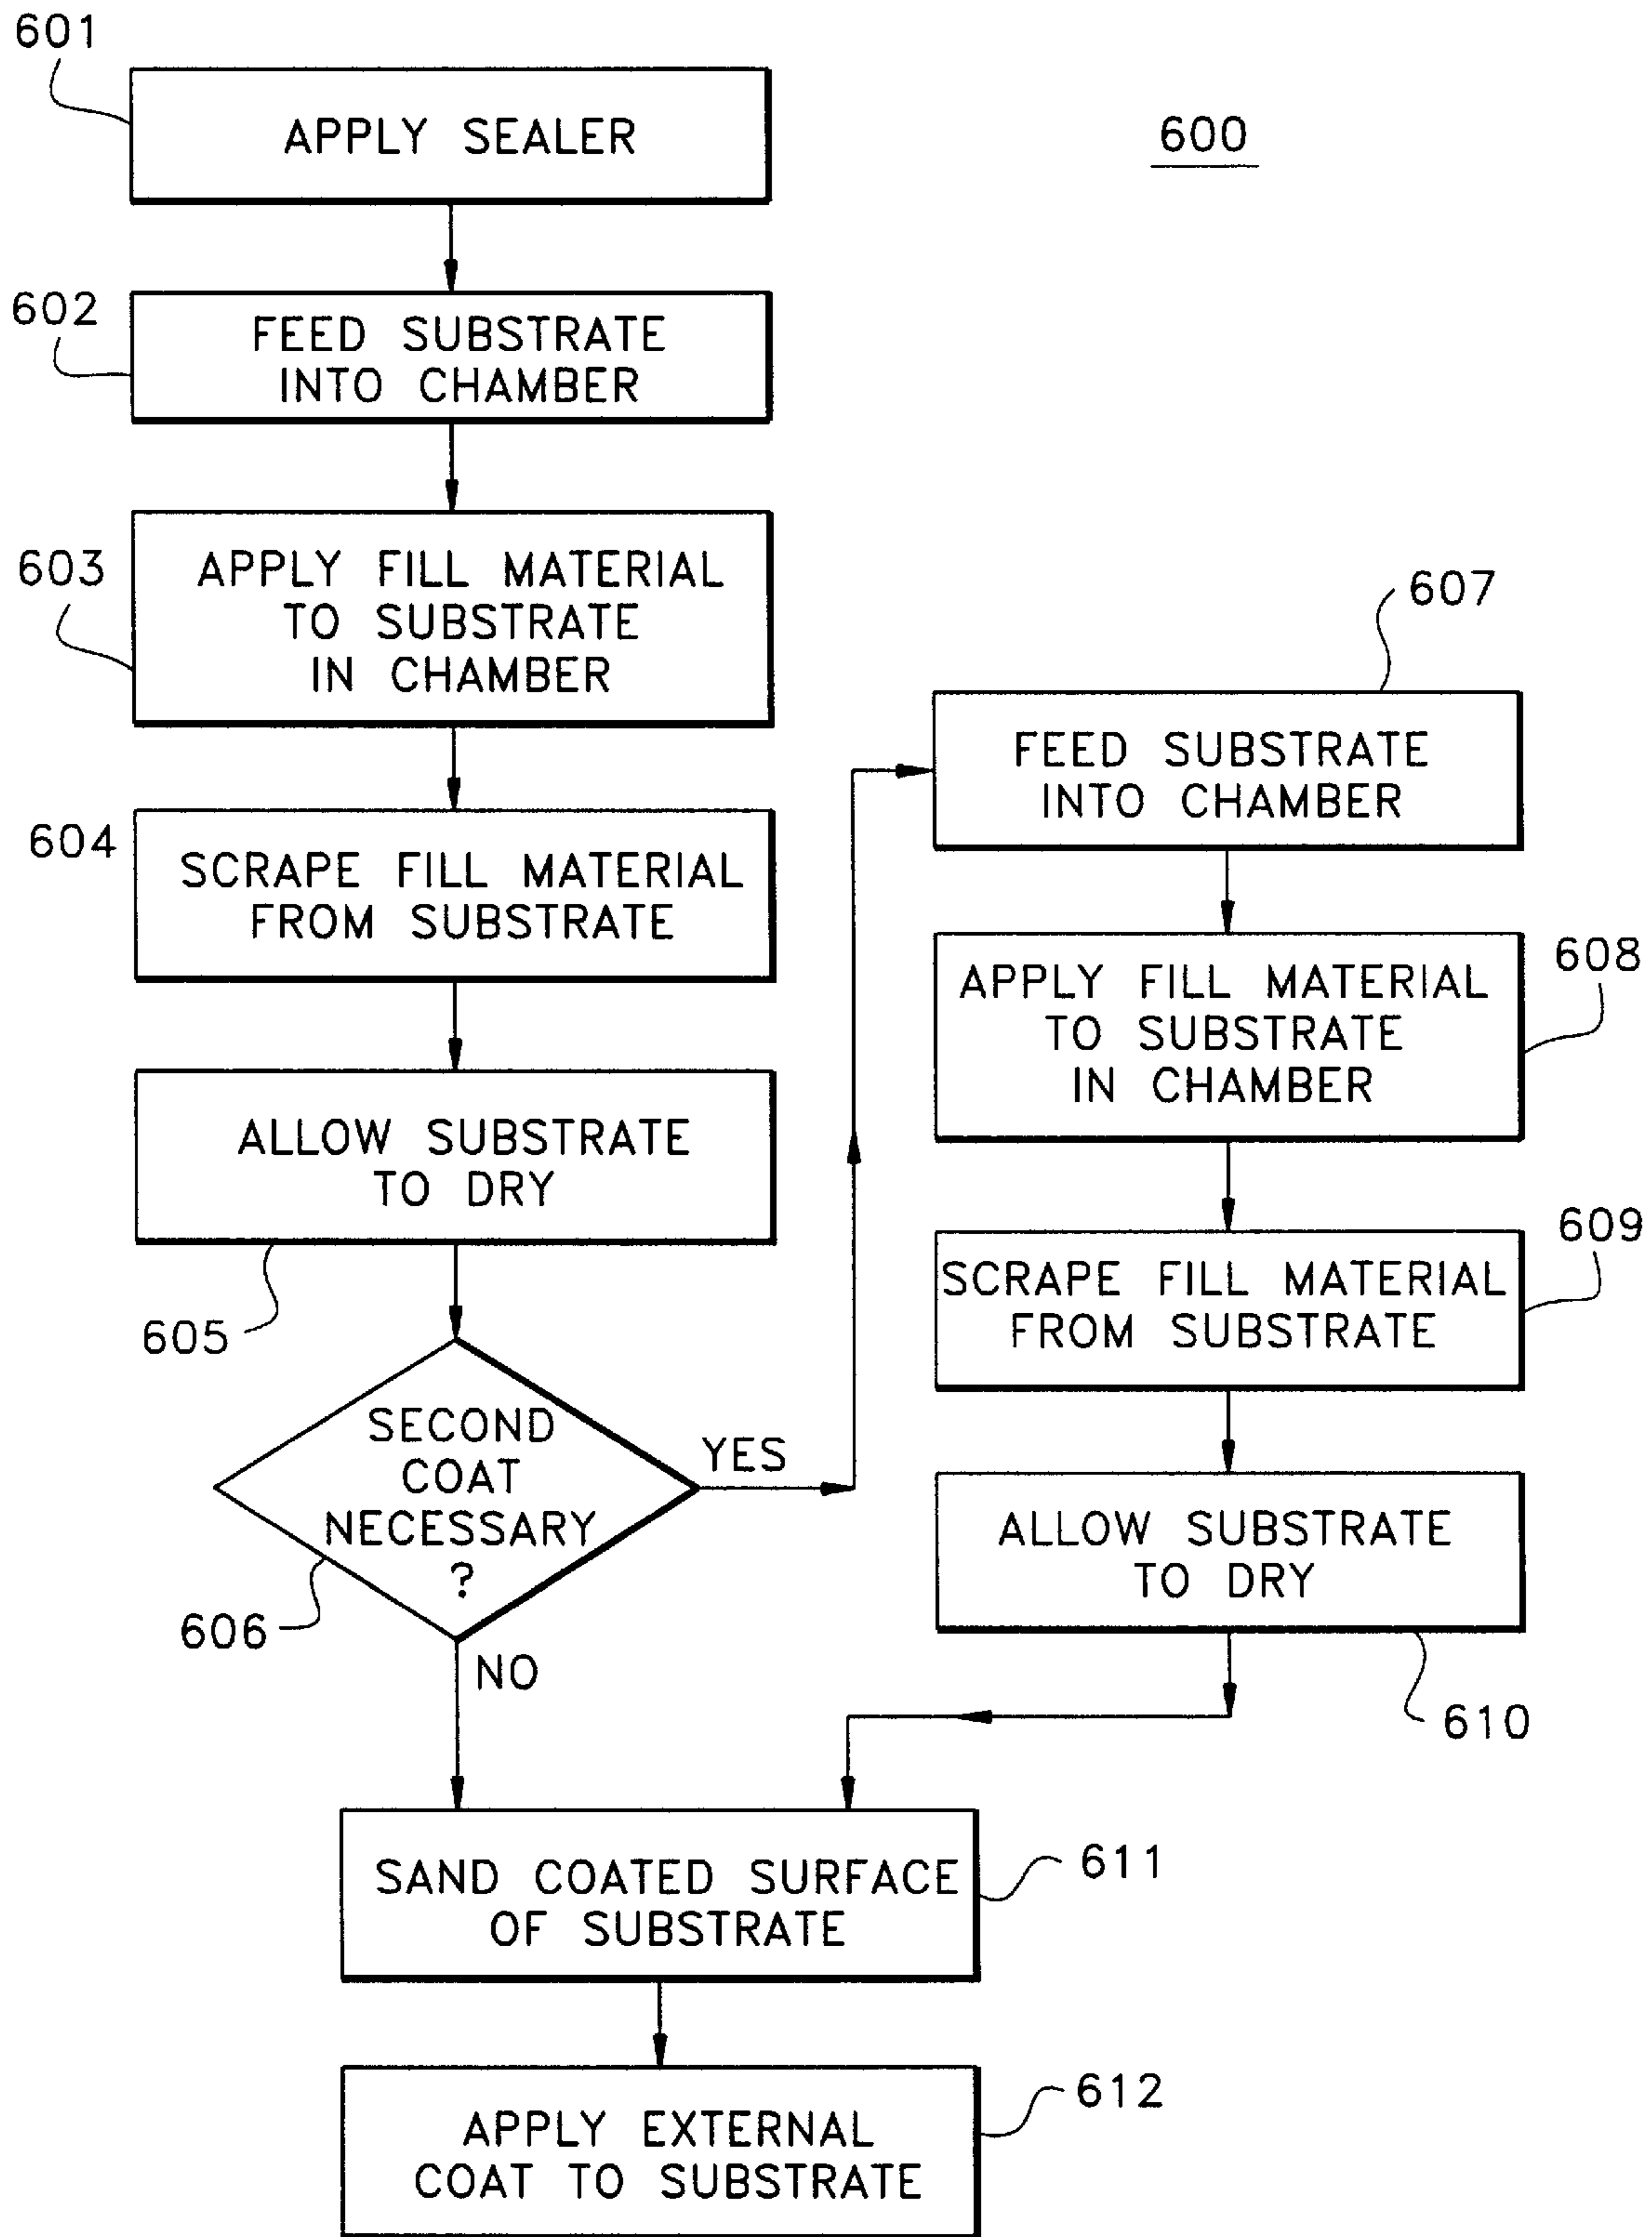 601
APPLY SEALER
600
602
FEED SUBSTRATE
INTO CHAMBER
603
APPLY FILL MATERIAL
TO SUBSTRATE
IN CHAMBER
604
SCRAPE FILL MATERIAL
FROM SUBSTRATE
ALLOW SUBSTRATE
TO DRY
605
SECOND
COAT
NECESSARY
?
606
YES
NO
607
FEED SUBSTRATE
INTO CHAMBER
608
APPLY FILL MATERIAL
TO SUBSTRATE
IN CHAMBER
609
SCRAPE FILL MATERIAL
FROM SUBSTRATE
ALLOW SUBSTRATE
TO DRY
610
SAND COATED SURFACE
OF SUBSTRATE
611
APPLY EXTERNAL
COAT TO SUBSTRATE
612